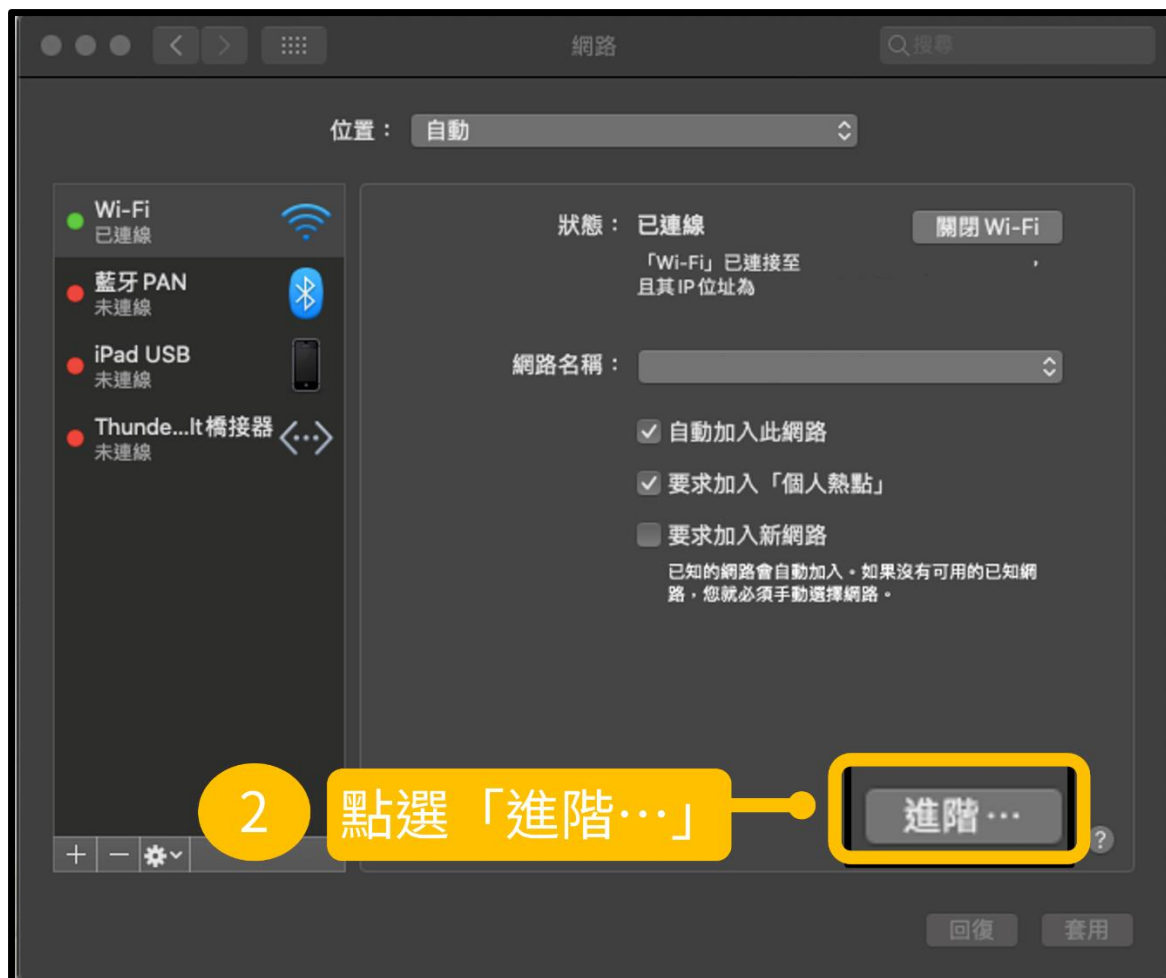 網路
搜尋
位置：
自動
Wi-Fi
已連線
藍牙 PAN
未連線
iPad USB
未連線
Thunde...lt 橋接器
未連線
狀態：
已連線
關閉 Wi-Fi
「Wi-Fi」已連接至 ，
且其 IP 位址為
網路名稱：
自動加入此網路
要求加入「個人熱點」
要求加入新網路
已知的網路會自動加入。如果沒有可用的已知網
路，您就必須手動選擇網路。
2
點選「進階…」
進階…
?
回復
套用